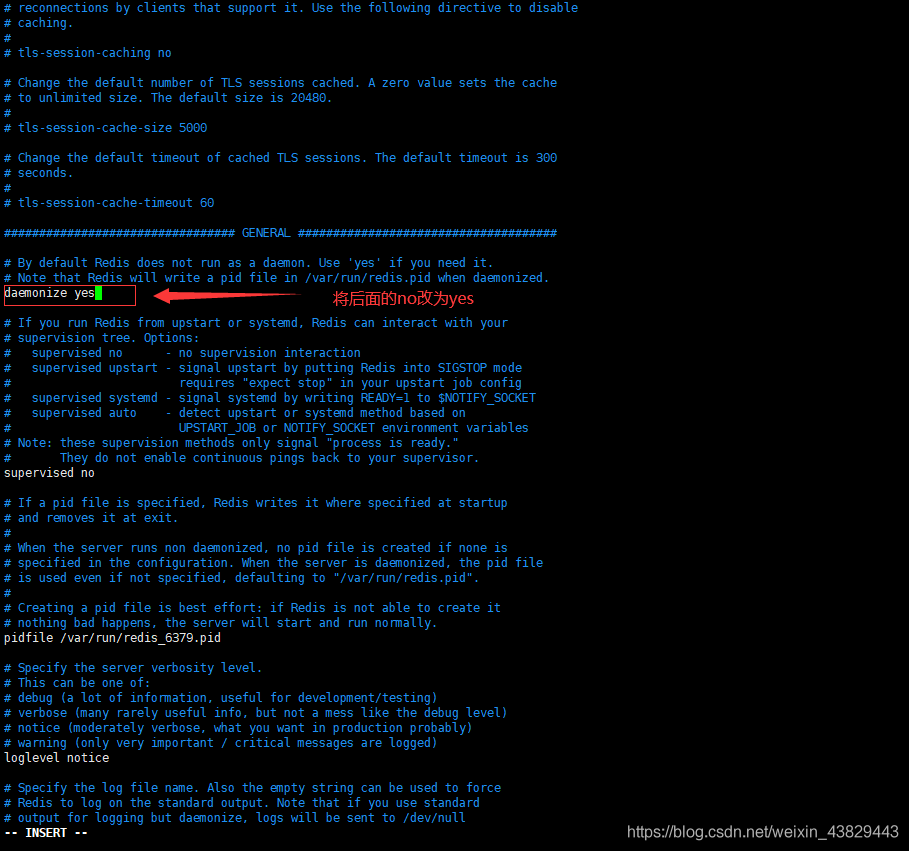 # reconnections by clients that support it. Use the following directive to disable
# caching.
#
# tls-session-caching no
# Change the default number of TLS sessions cached. A zero value sets the cache
# to unlimited size. The default size is 20480.
#
# tls-session-cache-size 5000
# Change the default timeout of cached TLS sessions. The default timeout is 300
# seconds.
#
# tls-session-cache-timeout 60
################################# GENERAL #####################################
# By default Redis does not run as a daemon. Use 'yes' if you need it.
# Note that Redis will write a pid file in /var/run/redis.pid when daemonized.
daemonize yes
将后面的no改为yes
# If you run Redis from upstart or systemd, Redis can interact with your
# supervision tree. Options:
#   supervised no      - no supervision interaction
#   supervised upstart - signal upstart by putting Redis into SIGSTOP mode
#                        requires "expect stop" in your upstart job config
#   supervised systemd - signal systemd by writing READY=1 to $NOTIFY_SOCKET
#   supervised auto    - detect upstart or systemd method based on
#                        UPSTART_JOB or NOTIFY_SOCKET environment variables
# Note: these supervision methods only signal "process is ready."
#       They do not enable continuous pings back to your supervisor.
supervised no
# If a pid file is specified, Redis writes it where specified at startup
# and removes it at exit.
#
# When the server runs non daemonized, no pid file is created if none is
# specified in the configuration. When the server is daemonized, the pid file
# is used even if not specified, defaulting to "/var/run/redis.pid".
#
# Creating a pid file is best effort: if Redis is not able to create it
# nothing bad happens, the server will start and run normally.
pidfile /var/run/redis_6379.pid
# Specify the server verbosity level.
# This can be one of:
# debug (a lot of information, useful for development/testing)
# verbose (many rarely useful info, but not a mess like the debug level)
# notice (moderately verbose, what you want in production probably)
# warning (only very important / critical messages are logged)
loglevel notice
# Specify the log file name. Also the empty string can be used to force
# Redis to log on the standard output. Note that if you use standard
# output for logging but daemonize, logs will be sent to /dev/null
-- INSERT --
https://blog.csdn.net/weixin_43829443